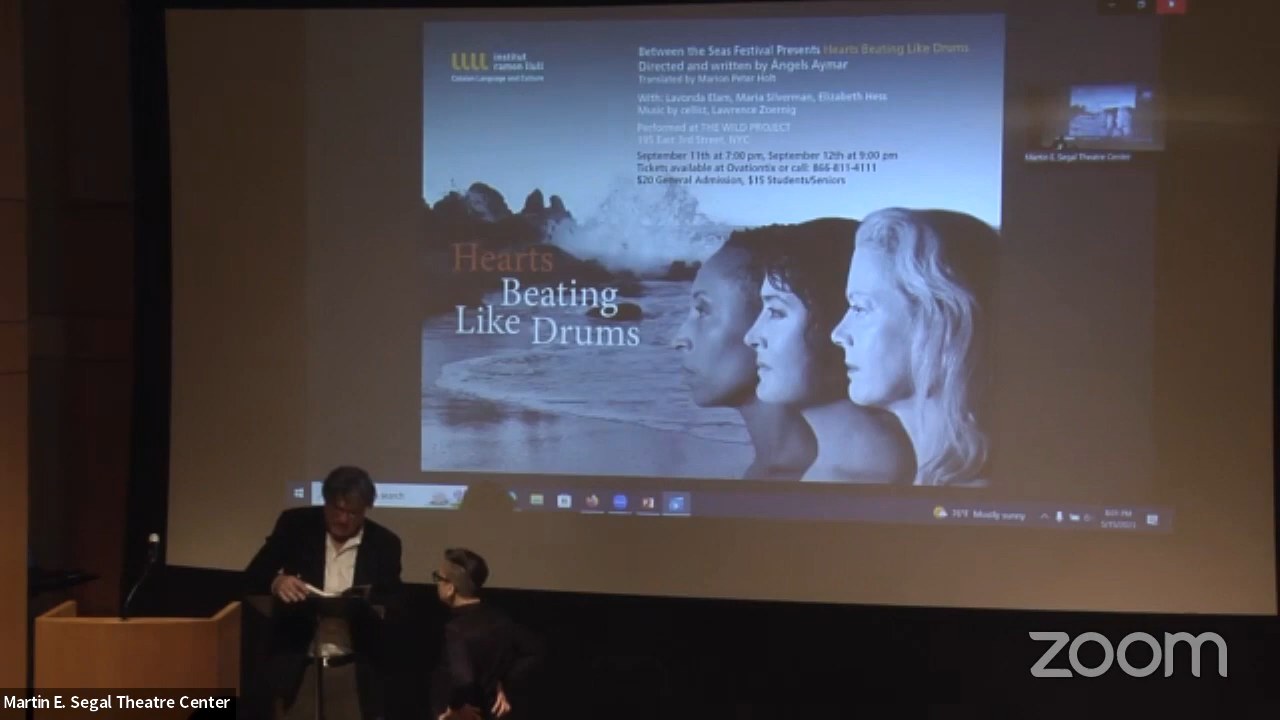 institut
ramon llull
Catalan Language and Culture
Between the Seas Festival Presents Hearts Beating Like Drums
Directed and written by Àngels Aymar
Translated by Marion Peter Holt
With: Lavonda Elam, Maria Silverman, Elizabeth Hess
Music by cellist, Lawrence Zoernig
Performed at THE WILD PROJECT
195 East 3rd Street, NYC
September 11th at 7:00 pm, September 12th at 9:00 pm
Tickets available at Ovationtix or call: 866-811-4111
$20 General Admission, $15 Students/Seniors
Martin E. Segal Theatre Center
Hearts
Beating
Like Drums
search
76°F Mostly sunny
zoom
Martin E. Segal Theatre Center